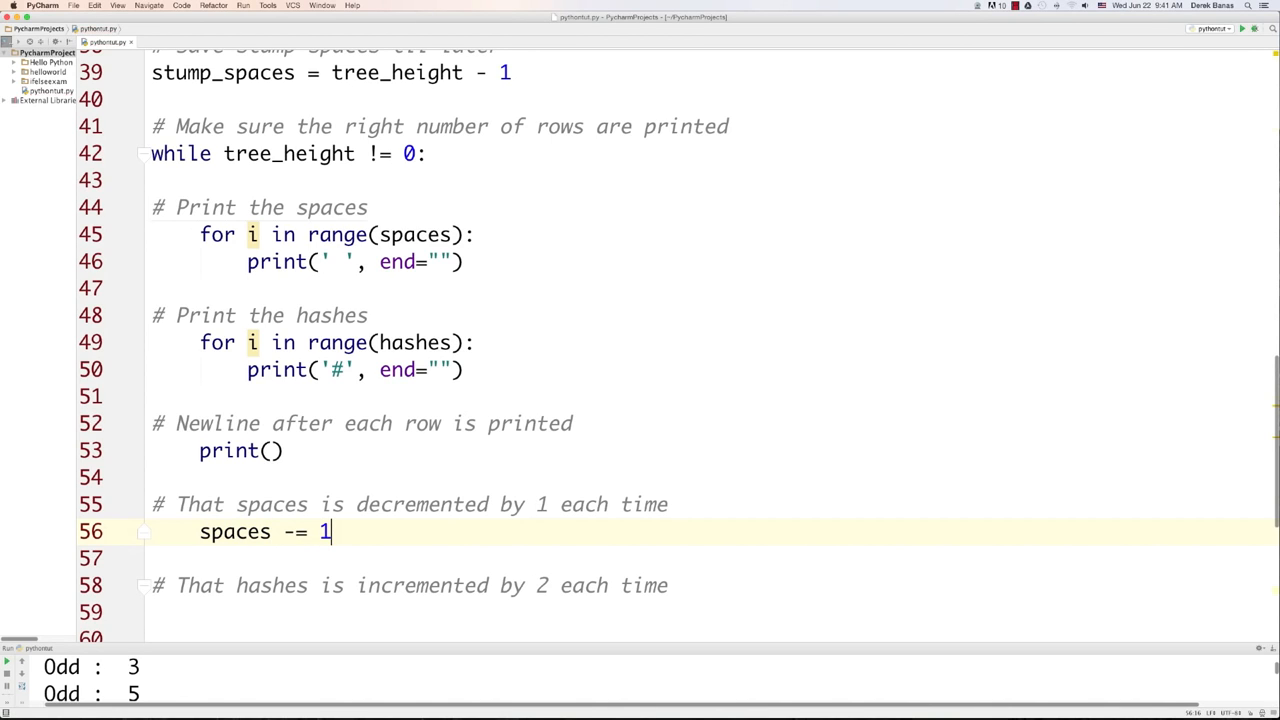 PyCharm File Edit View Navigate Code Refactor Run Tools VCS Window Help 10 Wed Jun 22 9:41 AM Derek Banas
pythontut.py - PycharmProjects - [~/PycharmProjects]
PycharmProjects pythontut.py pythontut
pythontut.py
PycharmProject
Hello Python
helloworld
ifelseexam
pythontut.py
External Librarie
38 # Save stump spaces til later
39 stump_spaces = tree_height - 1
40
41 # Make sure the right number of rows are printed
42 while tree_height != 0:
43
44 # Print the spaces
45 for i in range(spaces):
46 print(' ', end="")
47
48 # Print the hashes
49 for i in range(hashes):
50 print('#', end="")
51
52 # Newline after each row is printed
53 print()
54
55 # That spaces is decremented by 1 each time
56 spaces -= 1
57
58 # That hashes is incremented by 2 each time
59
60
Run pythontut
Odd : 3
Odd : 5
56:16 LF‡ UTF-8‡